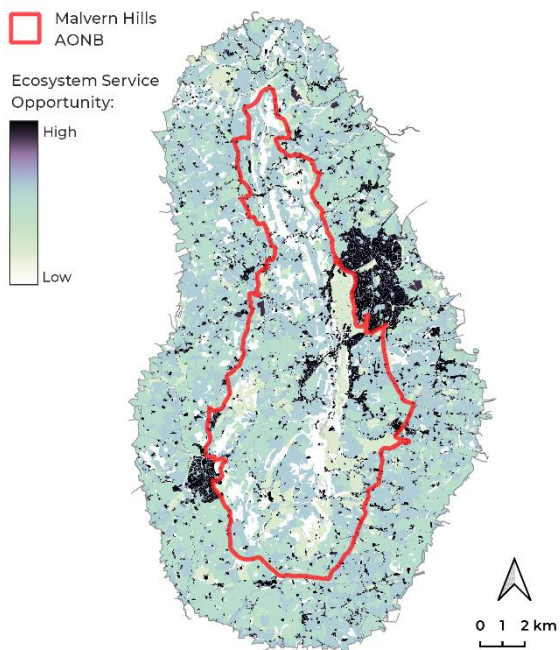 Malvern Hills
AONB
Ecosystem Service
Opportunity:
High
Low
0 1 2 km